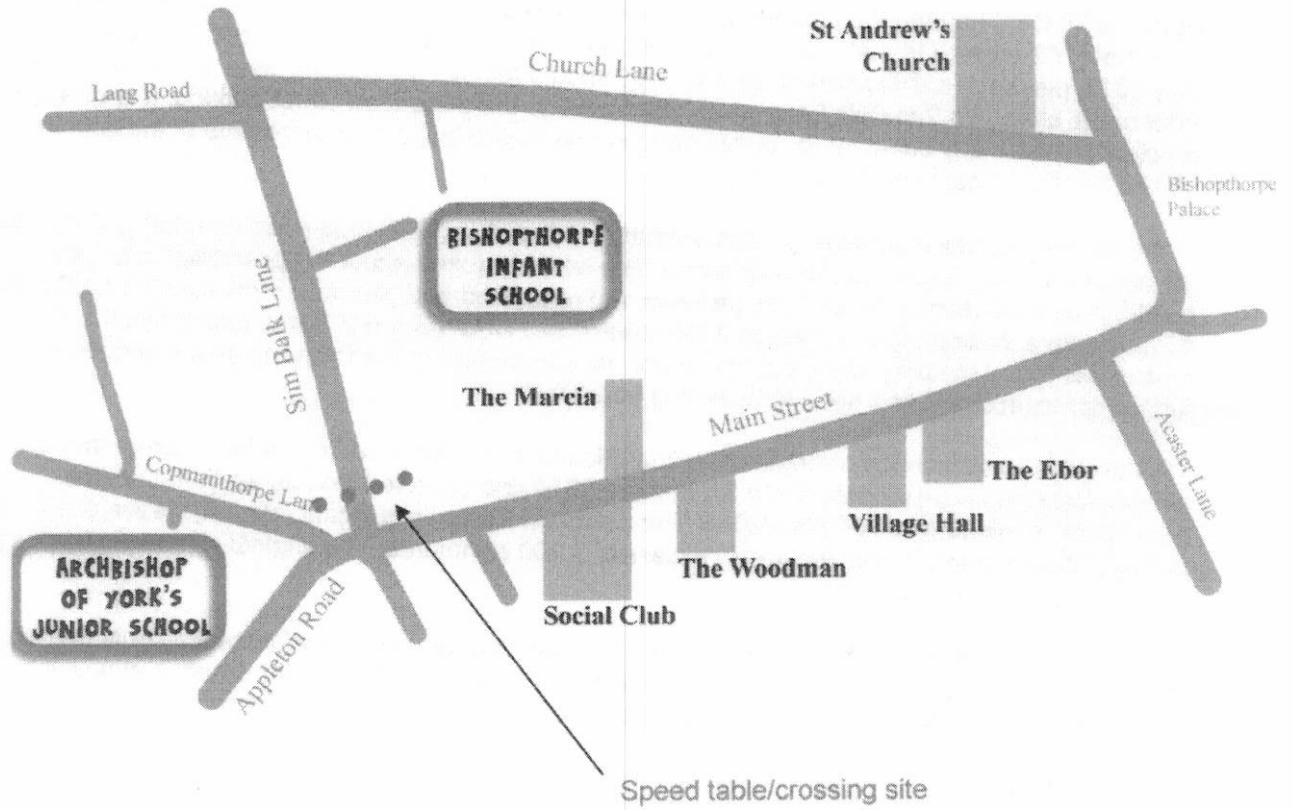 St Andrew's
Church
Church Lane
Lang Road
Bishopthorpe
Palace
BISHOPTHORPE
INFANT
SCHOOL
Sim Balk Lane
The Marcia
Main Street
Acaster Lane
The Ebor
Village Hall
Copmanthorpe Lane
The Woodman
ARCHBISHOP
OF YORK'S
JUNIOR SCHOOL
Social Club
Appleton Road
Speed table/crossing site